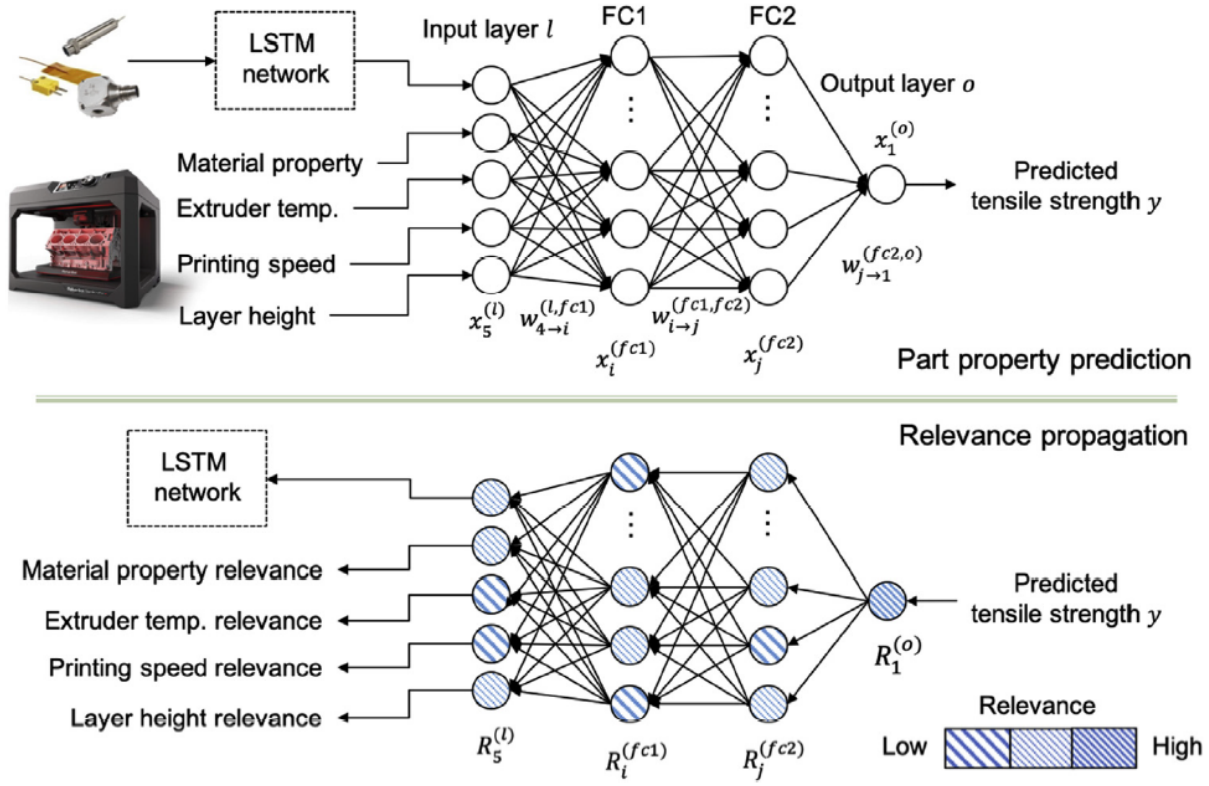 LSTM
network
Input layer l
FC1
FC2
Output layer o
x_1^{(o)}
Material property
Extruder temp.
Printing speed
Layer height
Predicted
tensile strength y
x_5^{(l)}
w_{4→i}^{(l,fc1)}
x_i^{(fc1)}
w_{i→j}^{(fc1,fc2)}
x_j^{(fc2)}
w_{j→1}^{(fc2,o)}
Part property prediction
Relevance propagation
LSTM
network
Material property relevance
Extruder temp. relevance
Printing speed relevance
Layer height relevance
Predicted
tensile strength y
R_1^{(o)}
R_5^{(l)}
R_i^{(fc1)}
R_j^{(fc2)}
Relevance
Low
High